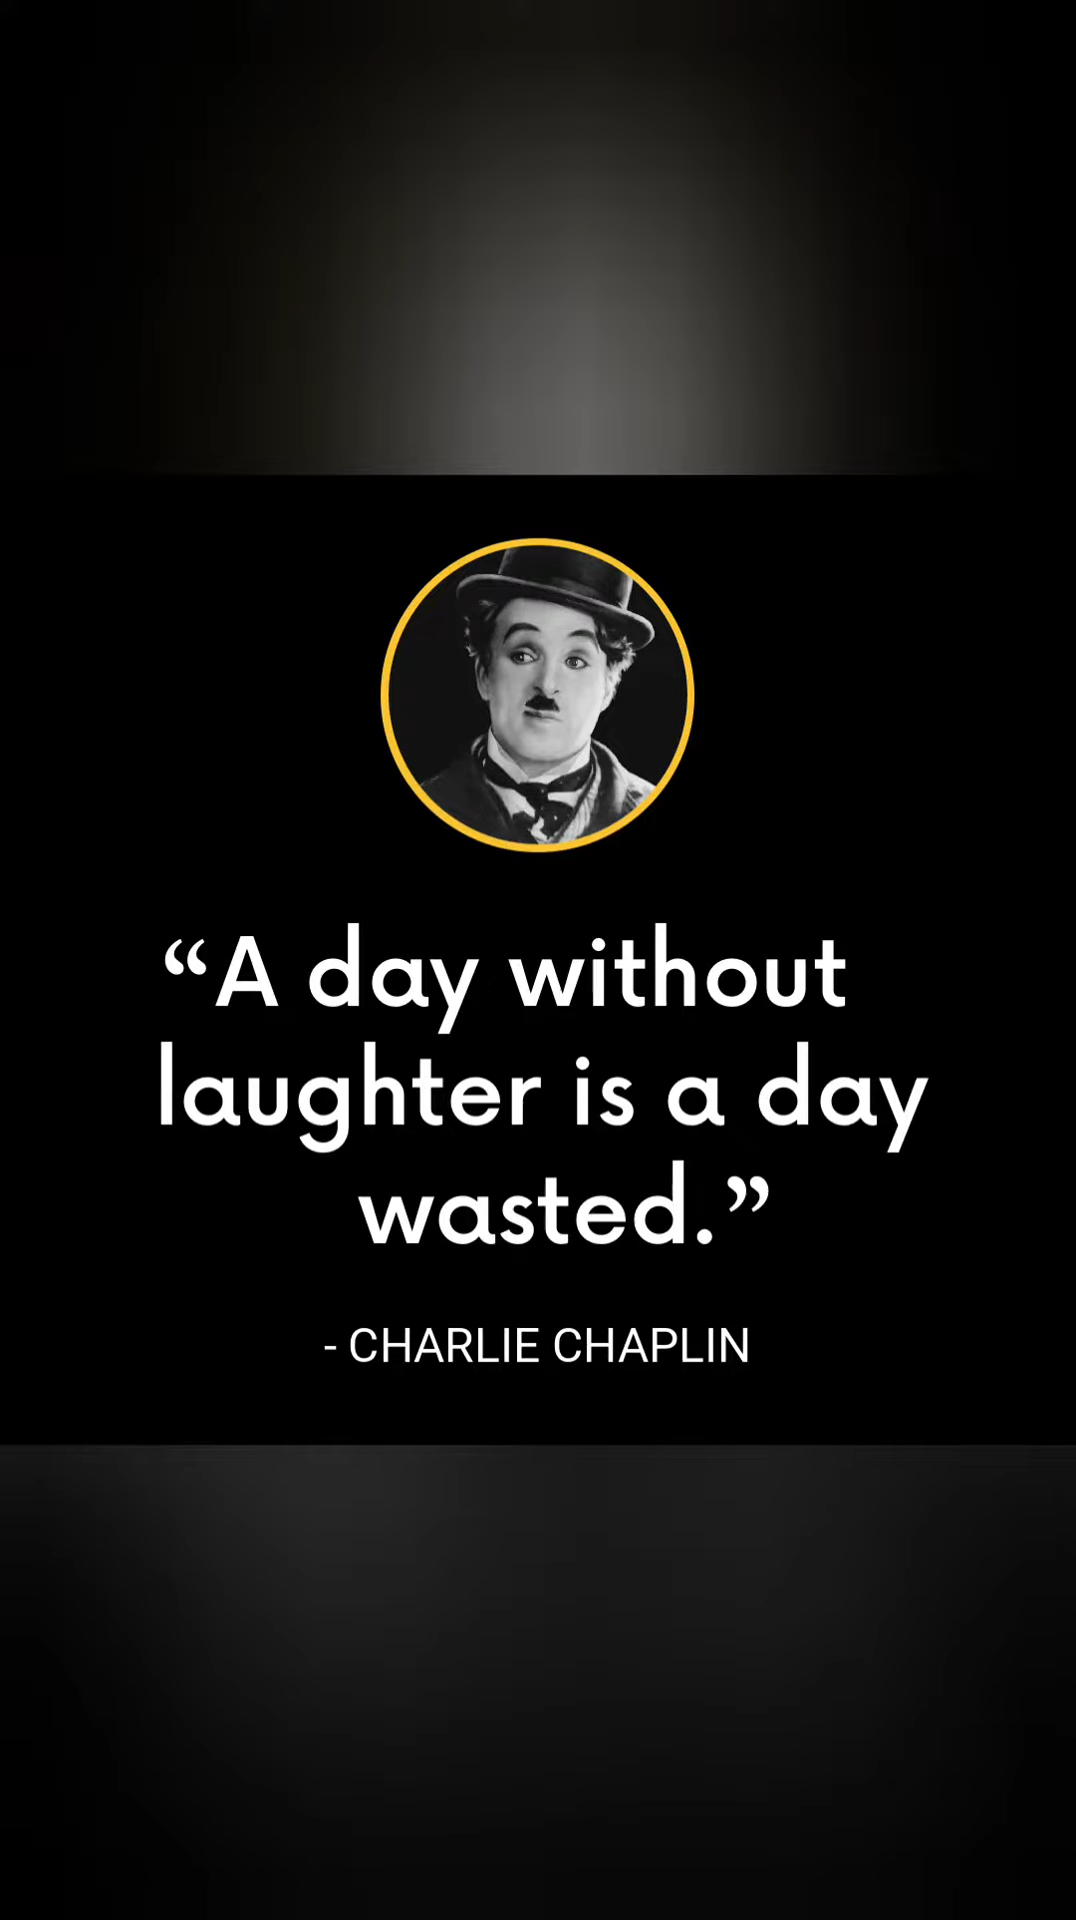 “A day without
laughter is a day
wasted.”
- CHARLIE CHAPLIN